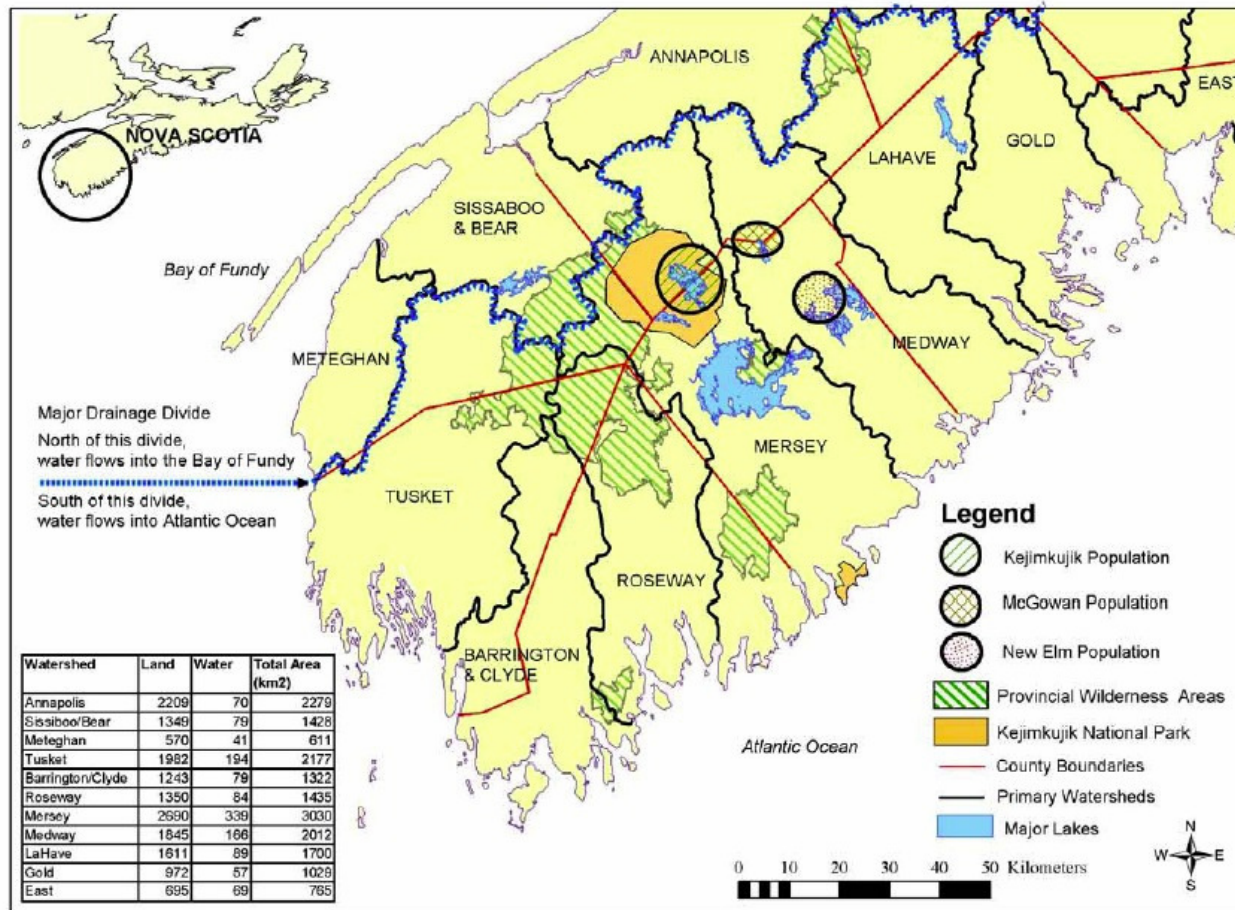 NOVA SCOTIA
ANNAPOLIS
EAST
GOLD
LAHAVE
SISSABOO
& BEAR
Bay of Fundy
METEGHAN
MEDWAY
Major Drainage Divide
North of this divide,
water flows into the Bay of Fundy
South of this divide,
water flows into Atlantic Ocean
MERSEY
TUSKET
ROSEWAY
BARRINGTON
& CLYDE
Atlantic Ocean
Legend
Kejimkujik Population
McGowan Population
New Elm Population
Provincial Wilderness Areas
Kejimkujik National Park
County Boundaries
Primary Watersheds
Major Lakes
N
W E
S
0 10 20 30 40 50 Kilometers
Watershed Land Water Total Area
(km2)
Annapolis 2209 70 2279
Sissiboo/Bear 1349 79 1428
Meteghan 570 41 611
Tusket 1982 194 2177
Barrington/Clyde 1243 79 1322
Roseway 1350 84 1435
Mersey 2690 339 3030
Medway 1845 166 2012
LaHave 1611 89 1700
Gold 972 57 1028
East 695 69 765